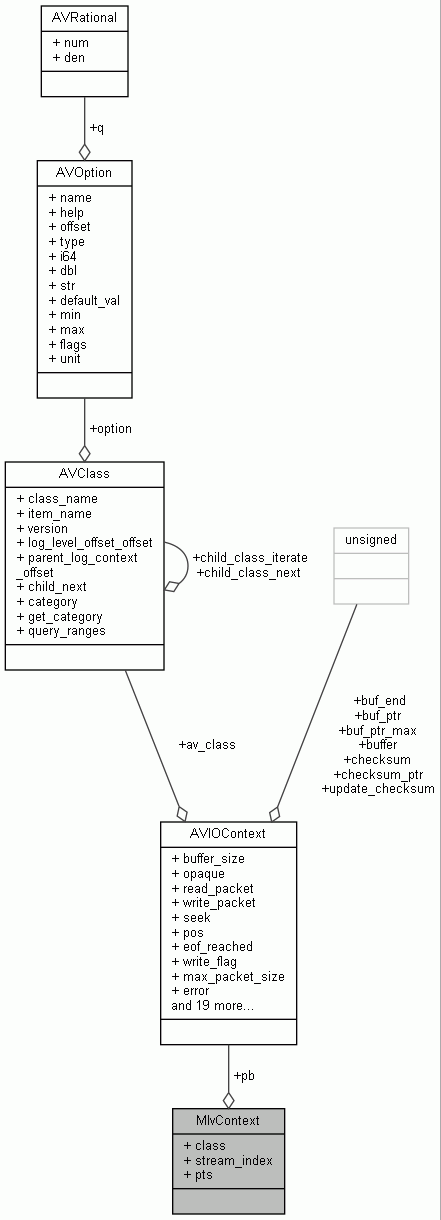 AVRational
+ num
+ den
+q
AVOption
+ name
+ help
+ offset
+ type
+ i64
+ dbl
+ str
+ default_val
+ min
+ max
+ flags
+ unit
+option
AVClass
+ class_name
+ item_name
+ version
+ log_level_offset_offset
+ parent_log_context
_offset
+ child_next
+ category
+ get_category
+ query_ranges
+child_class_iterate
+child_class_next
unsigned
+av_class
+buf_end
+buf_ptr
+buf_ptr_max
+buffer
+checksum
+checksum_ptr
+update_checksum
AVIOContext
+ buffer_size
+ opaque
+ read_packet
+ write_packet
+ seek
+ pos
+ eof_reached
+ write_flag
+ max_packet_size
+ error
and 19 more...
+pb
MlvContext
+ class
+ stream_index
+ pts